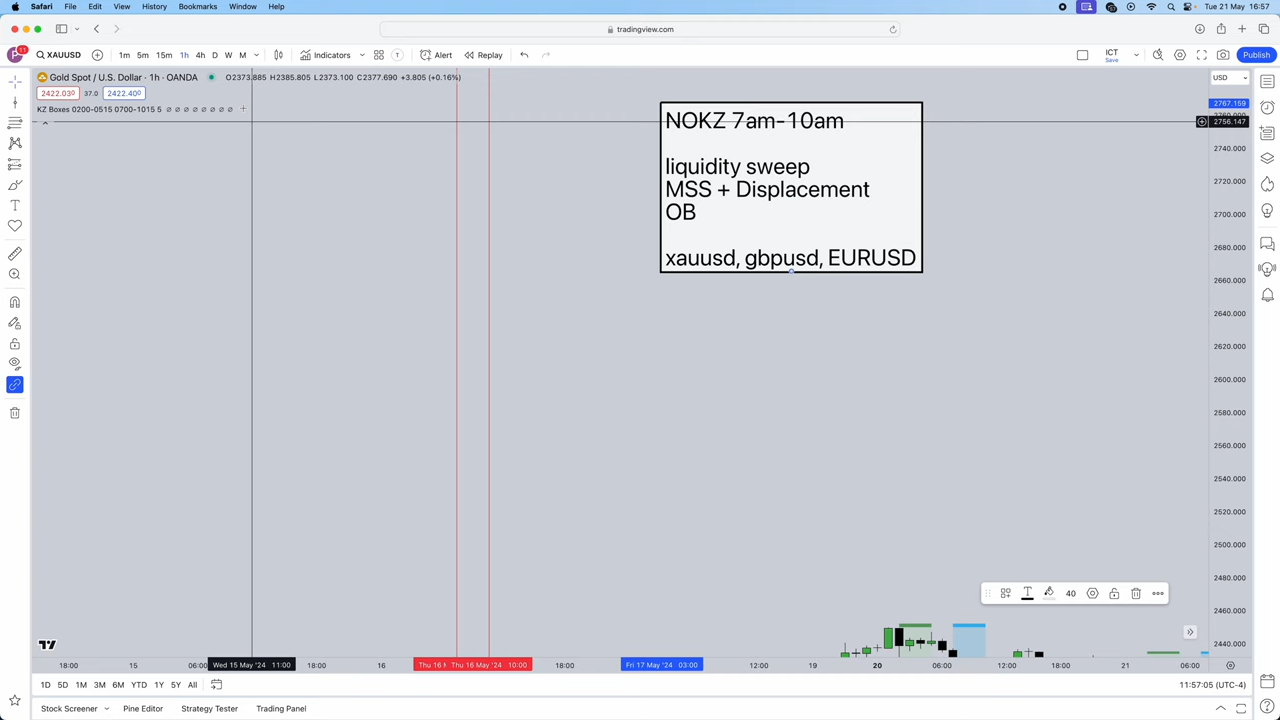 Safari File Edit View History Bookmarks Window Help
Tue 21 May 16:57
tradingview.com
11
XAUUSD 1m 5m 15m 1h 4h D W M Indicators Alert Replay
ICT
Save
Publish
Gold Spot / U.S. Dollar · 1h · OANDA O2373.885 H2385.805 L2373.100 C2377.690 +3.805 (+0.16%)
USD
2422.030 37.0 2422.400
KZ Boxes 0200-0515 0700-1015 5
NOKZ 7am-10am
liquidity sweep
MSS + Displacement
OB
xauusd, gbpusd, EURUSD
2767.159
2756.147
2740.000
2720.000
2700.000
2680.000
2660.000
2640.000
2620.000
2600.000
2580.000
2560.000
2540.000
2520.000
2500.000
2480.000
2460.000
2440.000
40
18:00 15 06:00 Wed 15 May '24 11:00 18:00 16 Thu 16 Thu 16 May '24 10:00 18:00 Fri 17 May '24 03:00 12:00 19 20 06:00 12:00 18:00 21 06:00
1D 5D 1M 3M 6M YTD 1Y 5Y All
11:57:05 (UTC-4)
Stock Screener Pine Editor Strategy Tester Trading Panel